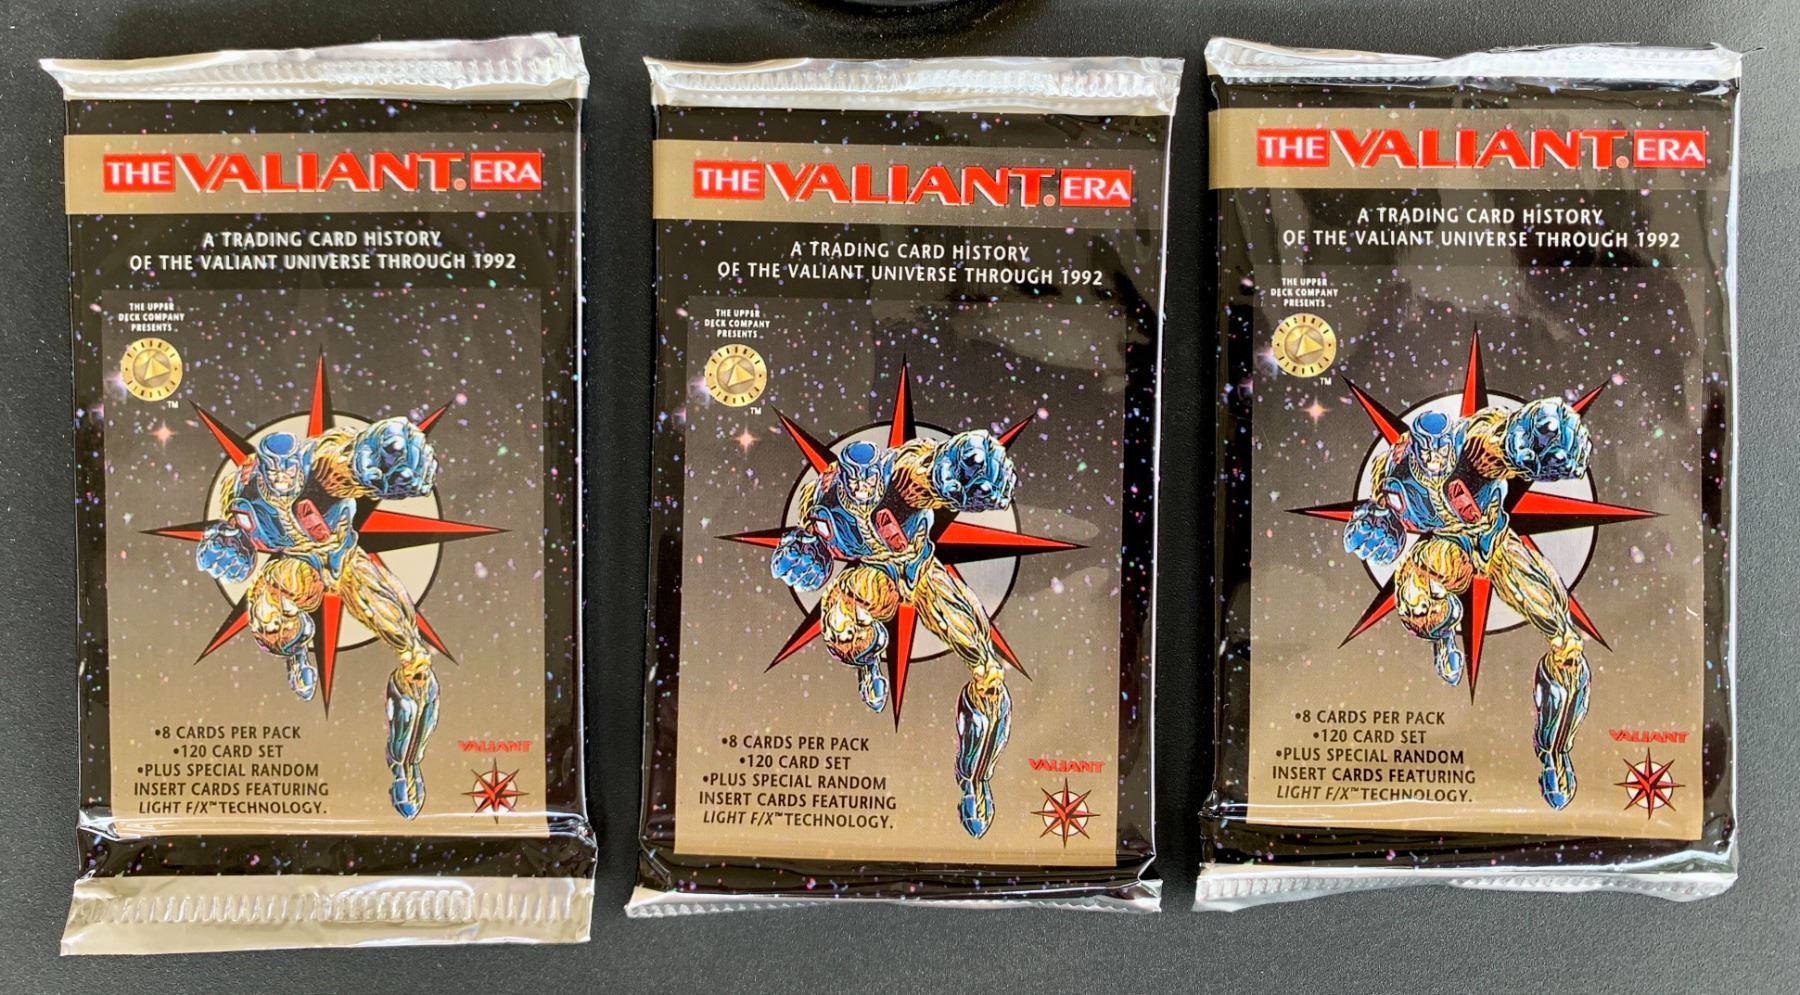 THE VALIANT. ERA
A TRADING CARD HISTORY
OF THE VALIANT UNIVERSE THROUGH 1992
THE UPPER
DECK COMPANY
PRESENTS
TM
•8 CARDS PER PACK
•120 CARD SET
•PLUS SPECIAL RANDOM
INSERT CARDS FEATURING
LIGHT F/X™ TECHNOLOGY.
VALIANT
THE VALIANT. ERA
A TRADING CARD HISTORY
OF THE VALIANT UNIVERSE THROUGH 1992
THE UPPER
DECK COMPANY
PRESENTS
TM
•8 CARDS PER PACK
•120 CARD SET
•PLUS SPECIAL RANDOM
INSERT CARDS FEATURING
LIGHT F/X™ TECHNOLOGY.
VALIANT
THE VALIANT. ERA
A TRADING CARD HISTORY
OF THE VALIANT UNIVERSE THROUGH 1992
THE UPPER
DECK COMPANY
PRESENTS
TM
•8 CARDS PER PACK
•120 CARD SET
•PLUS SPECIAL RANDOM
INSERT CARDS FEATURING
LIGHT F/X™ TECHNOLOGY.
VALIANT